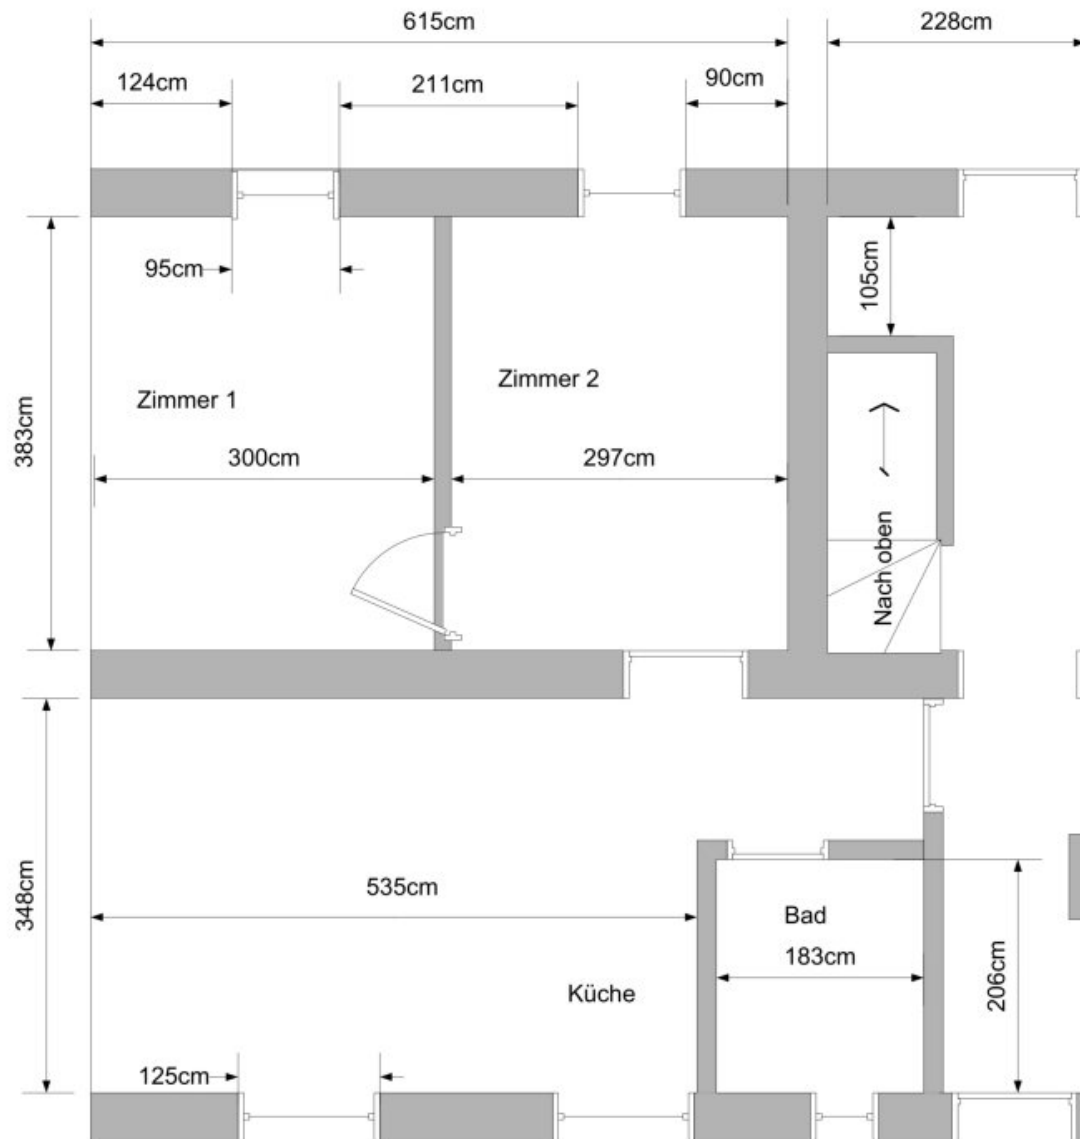 615cm
228cm
124cm
211cm
90cm
95cm
105cm
Zimmer 1
Zimmer 2
383cm
300cm
297cm
Nach oben
348cm
535cm
Bad
183cm
206cm
Küche
125cm